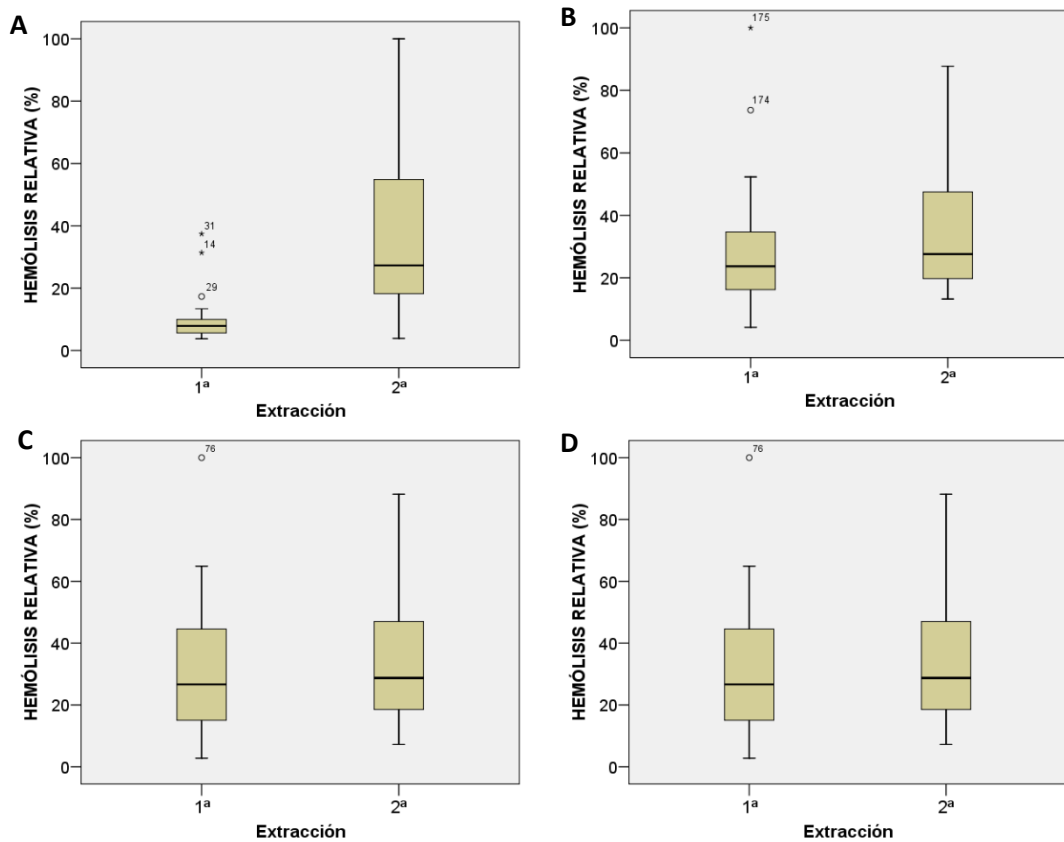 A
HEMÓLISIS RELATIVA (%)
100
80
60
40
20
0
31
14
29
1ª
2ª
Extracción
B
HEMÓLISIS RELATIVA (%)
100
80
60
40
20
0
175
174
1ª
2ª
Extracción
C
HEMÓLISIS RELATIVA (%)
100
80
60
40
20
0
76
1ª
2ª
Extracción
D
HEMÓLISIS RELATIVA (%)
100
80
60
40
20
0
76
1ª
2ª
Extracción